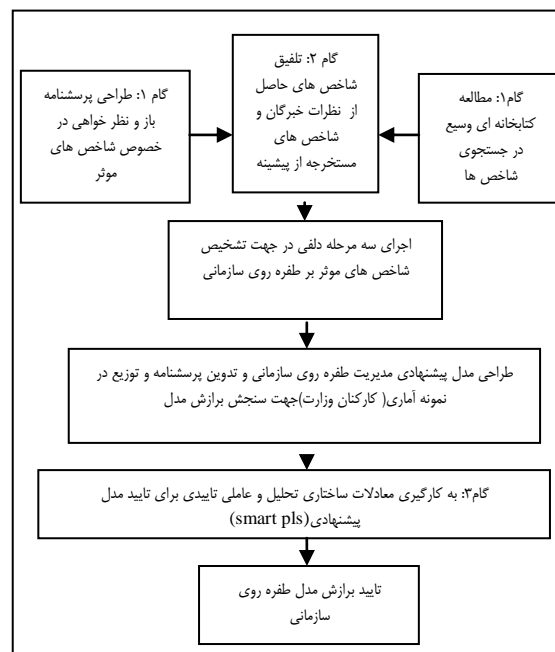 گام ۱: مطالعه
کتابخانه ای وسیع
در جستجوی
شاخص ها
گام ۲: تلفیق
شاخص های حاصل
از نظرات خبرگان و
شاخص های
مستخرجه از پیشینه
گام ۱: طراحی پرسشنامه
باز و نظر خواهی در
خصوص شاخص های
موثر
اجرای سه مرحله دلفی در جهت تشخیص
شاخص های موثر بر طفره روی سازمانی
طراحی مدل پیشنهادی مدیریت طفره روی سازمانی و تدوین پرسشنامه و توزیع در
نمونه آماری( کارکنان وزارت)جهت سنجش برازش مدل
گام۳: به کارگیری معادلات ساختاری تحلیل و عاملی تاییدی برای تایید مدل
پیشنهادی(smart pls)
تایید برازش مدل طفره روی
سازمانی